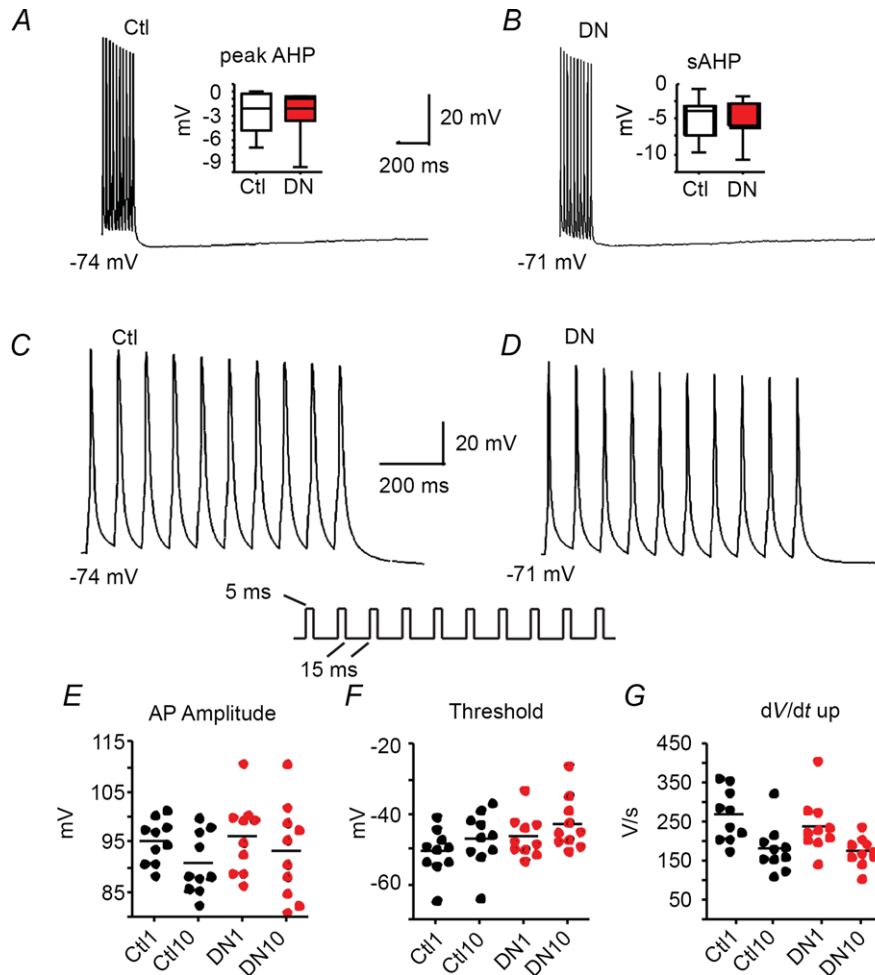 A
Ctl
peak AHP
mV
0
-3
-6
-9
Ctl
DN
20 mV
200 ms
-74 mV
B
DN
sAHP
mV
0
-5
-10
Ctl
DN
-71 mV
C
Ctl
20 mV
200 ms
-74 mV
D
DN
-71 mV
5 ms
15 ms
E
AP Amplitude
mV
115
105
95
85
Ctl1
Ctl10
DN1
DN10
F
Threshold
mV
-20
-40
-60
Ctl1
Ctl10
DN1
DN10
G
dV/dt up
V/s
450
350
250
150
50
Ctl1
Ctl10
DN1
DN10